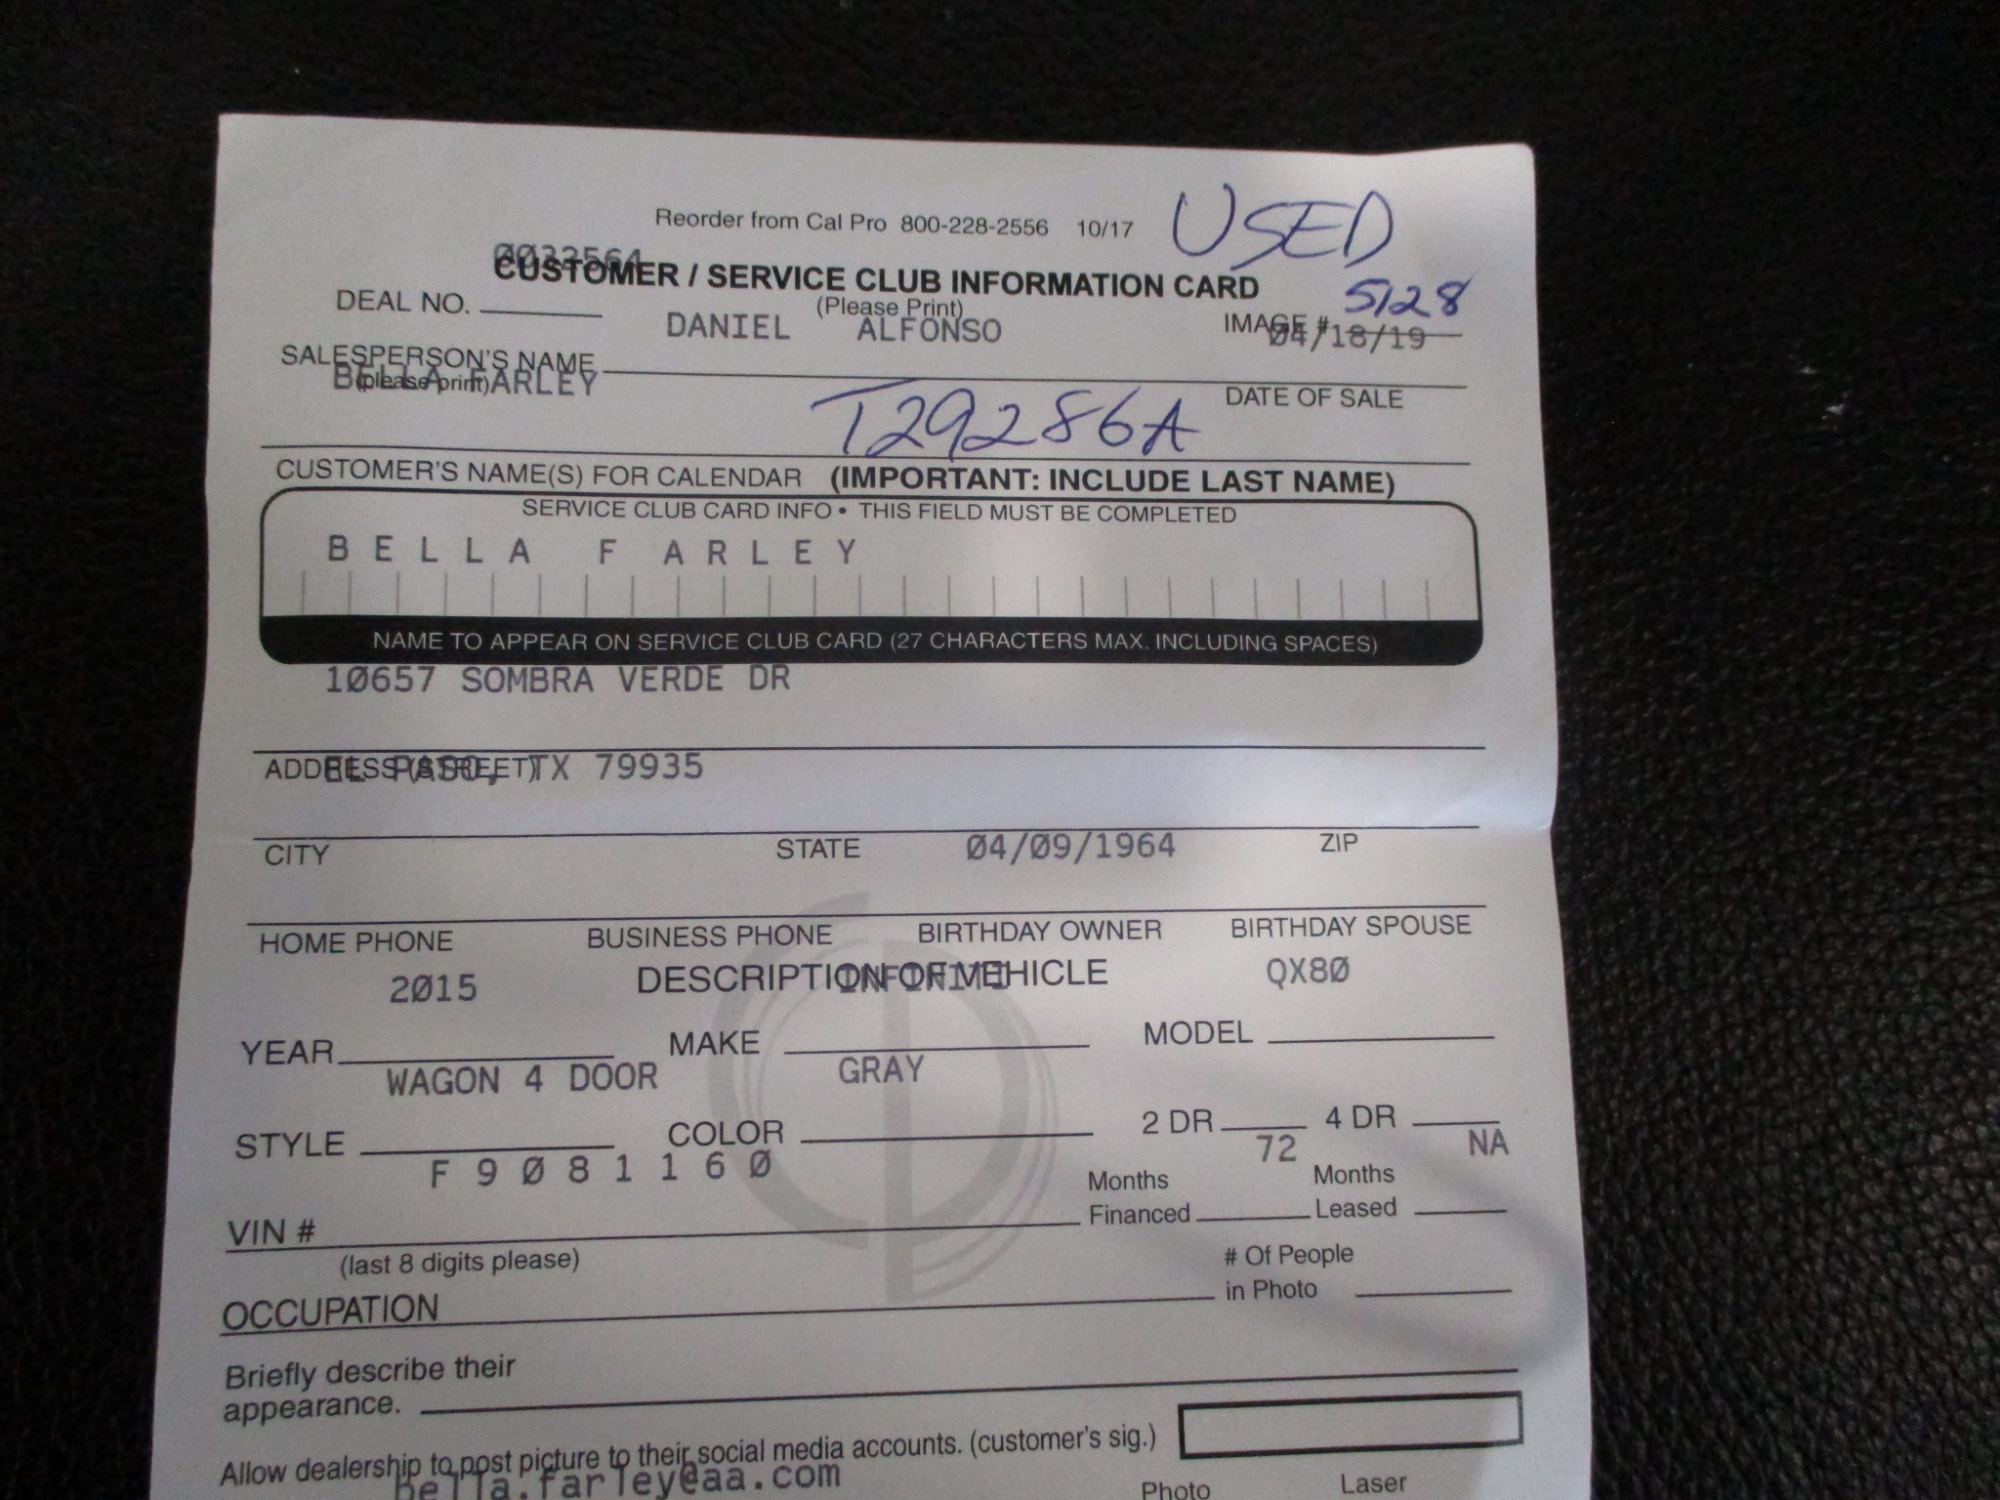 Reorder from Cal Pro 800-228-2556 10/17 USED
0032564
CUSTOMER / SERVICE CLUB INFORMATION CARD
(Please Print)
DEAL NO. DANIEL ALFONSO IMAGE # 5128
04/18/19
SALESPERSON'S NAME
(please print) BELLA FARLEY
T29286A DATE OF SALE
CUSTOMER'S NAME(S) FOR CALENDAR (IMPORTANT: INCLUDE LAST NAME)
SERVICE CLUB CARD INFO • THIS FIELD MUST BE COMPLETED
BELLA FARLEY
NAME TO APPEAR ON SERVICE CLUB CARD (27 CHARACTERS MAX. INCLUDING SPACES)
10657 SOMBRA VERDE DR
ADDRESS (STREET)
EL PASO, TX 79935
CITY STATE ZIP
04/09/1964
HOME PHONE BUSINESS PHONE BIRTHDAY OWNER BIRTHDAY SPOUSE
DESCRIPTION OF VEHICLE
2015 INFINITI QX80
YEAR MAKE MODEL
WAGON 4 DOOR GRAY
STYLE COLOR 2 DR 4 DR
F9081160 72 NA
Months Financed Months Leased
VIN #
(last 8 digits please)
# Of People in Photo
OCCUPATION
Briefly describe their
appearance.
Allow dealership to post picture to their social media accounts. (customer's sig.)
bella.farley@aa.com
Photo Laser